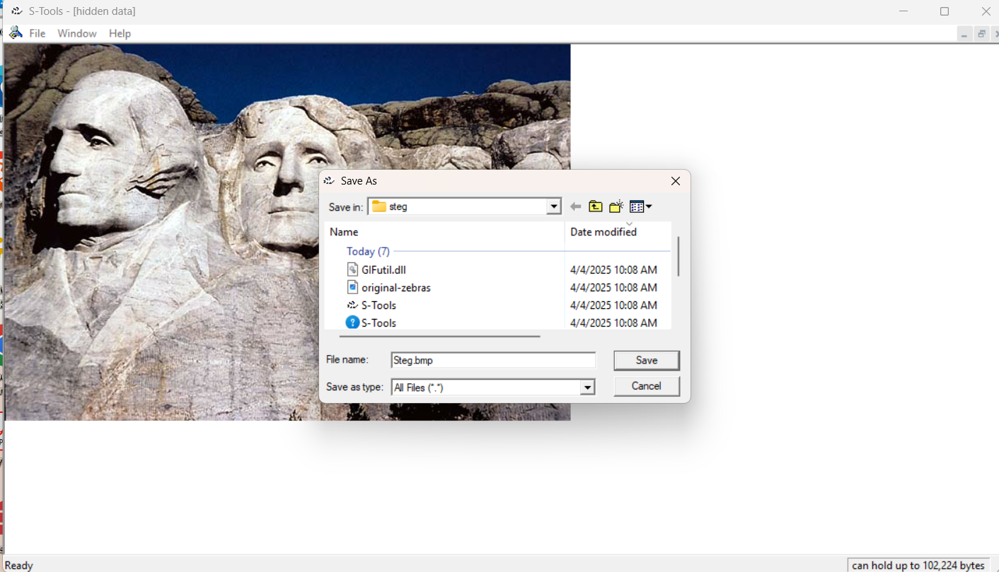 S-Tools - [hidden data]
File Window Help
Save As
Save in: steg
Name Date modified
Today (7)
GIFutil.dll 4/4/2025 10:08 AM
original-zebras 4/4/2025 10:08 AM
S-Tools 4/4/2025 10:08 AM
S-Tools 4/4/2025 10:08 AM
File name: Steg.bmp Save
Save as type: All Files (*.*) Cancel
Ready can hold up to 102,224 bytes